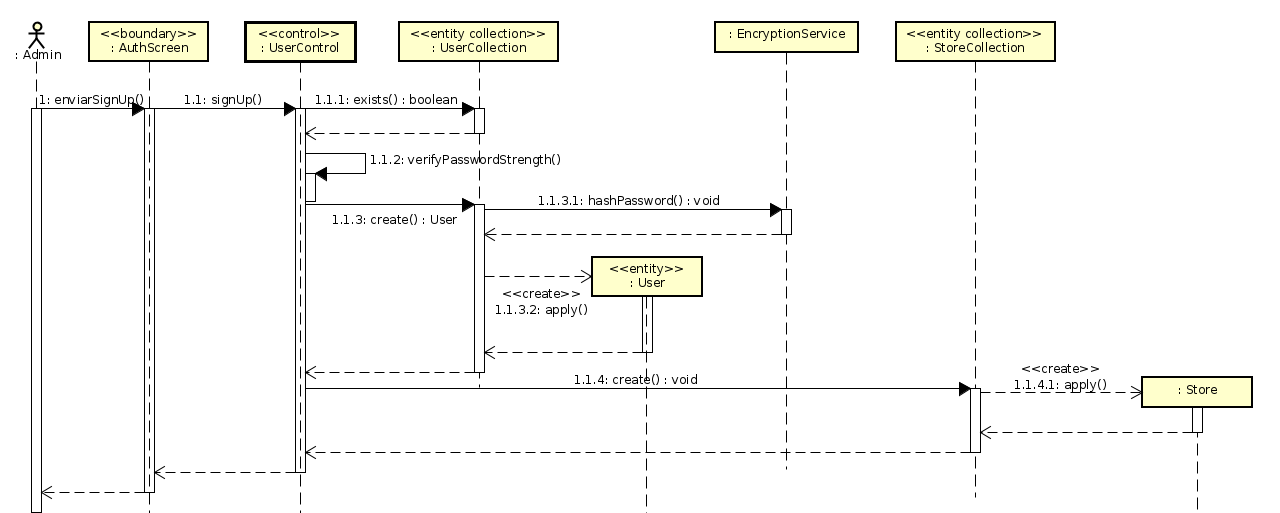 <<boundary>>
: AuthScreen
<<control>>
: UserControl
<<entity collection>>
: UserCollection
: EncryptionService
<<entity collection>>
: StoreCollection
: Admin
1: enviarSignUp()
1.1: signUp()
1.1.1: exists() : boolean
1.1.2: verifyPasswordStrength()
1.1.3: create() : User
1.1.3.1: hashPassword() : void
<<entity>>
: User
<<create>>
1.1.3.2: apply()
1.1.4: create() : void
<<create>>
1.1.4.1: apply()
: Store